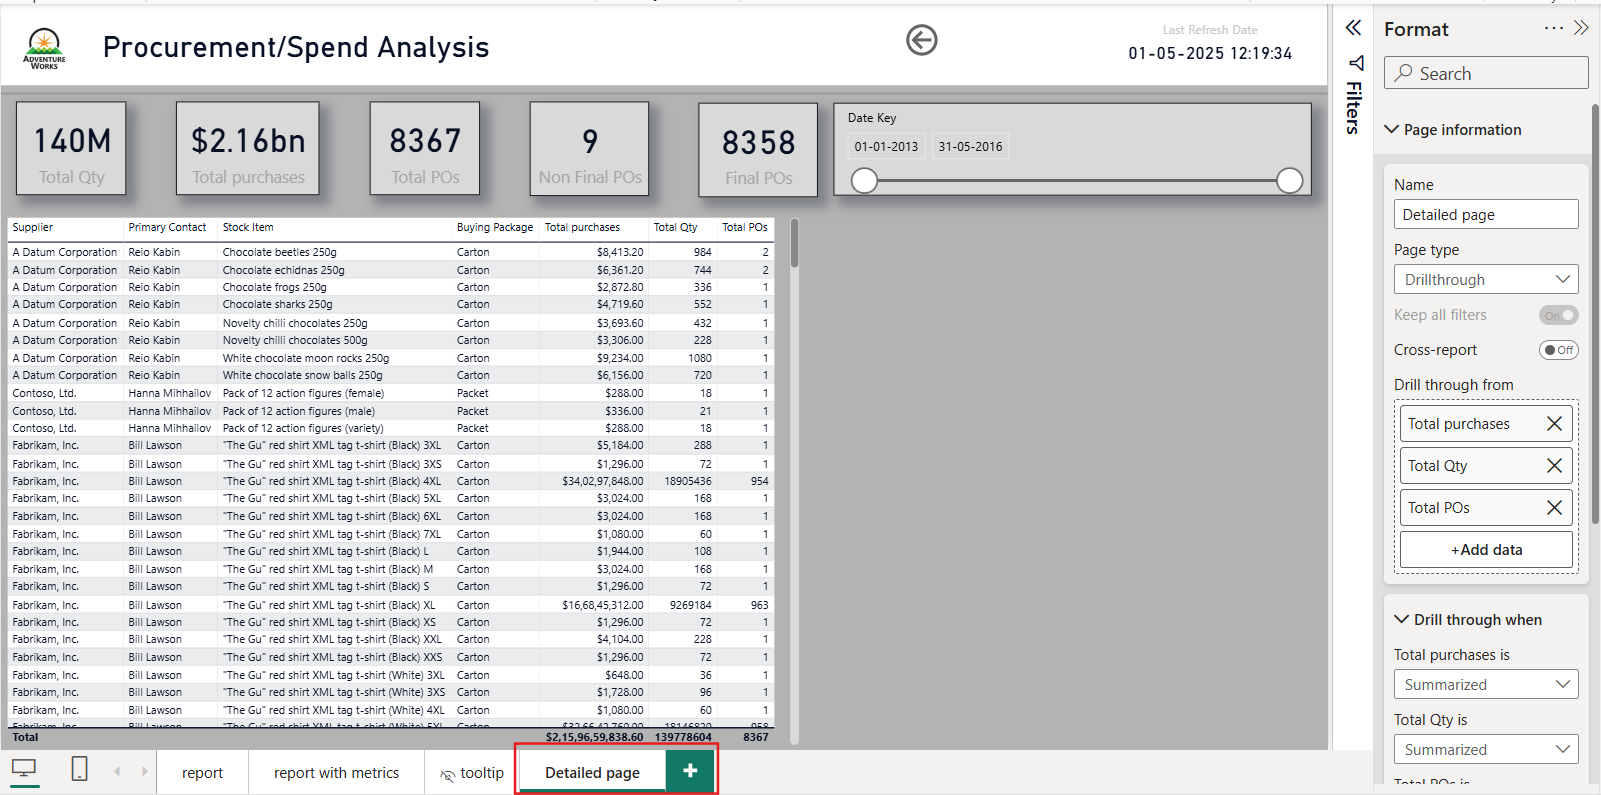 ADVENTURE
WORKS
Procurement/Spend Analysis
Last Refresh Date
01-05-2025 12:19:34
140M
Total Qty
$2.16bn
Total purchases
8367
Total POs
9
Non Final POs
8358
Final POs
Date Key
01-01-2013 31-05-2016
Supplier Primary Contact Stock Item Buying Package Total purchases Total Qty Total POs
A Datum Corporation Reio Kabin Chocolate beetles 250g Carton $8,413.20 984 2
A Datum Corporation Reio Kabin Chocolate echidnas 250g Carton $6,361.20 744 2
A Datum Corporation Reio Kabin Chocolate frogs 250g Carton $2,872.80 336 1
A Datum Corporation Reio Kabin Chocolate sharks 250g Carton $4,719.60 552 1
A Datum Corporation Reio Kabin Novelty chilli chocolates 250g Carton $3,693.60 432 1
A Datum Corporation Reio Kabin Novelty chilli chocolates 500g Carton $3,306.00 228 1
A Datum Corporation Reio Kabin White chocolate moon rocks 250g Carton $9,234.00 1080 1
A Datum Corporation Reio Kabin White chocolate snow balls 250g Carton $6,156.00 720 1
Contoso, Ltd. Hanna Mihhailov Pack of 12 action figures (female) Packet $288.00 18 1
Contoso, Ltd. Hanna Mihhailov Pack of 12 action figures (male) Packet $336.00 21 1
Contoso, Ltd. Hanna Mihhailov Pack of 12 action figures (variety) Packet $288.00 18 1
Fabrikam, Inc. Bill Lawson "The Gu" red shirt XML tag t-shirt (Black) 3XL Carton $5,184.00 288 1
Fabrikam, Inc. Bill Lawson "The Gu" red shirt XML tag t-shirt (Black) 3XS Carton $1,296.00 72 1
Fabrikam, Inc. Bill Lawson "The Gu" red shirt XML tag t-shirt (Black) 4XL Carton $34,02,97,848.00 18905436 954
Fabrikam, Inc. Bill Lawson "The Gu" red shirt XML tag t-shirt (Black) 5XL Carton $3,024.00 168 1
Fabrikam, Inc. Bill Lawson "The Gu" red shirt XML tag t-shirt (Black) 6XL Carton $3,024.00 168 1
Fabrikam, Inc. Bill Lawson "The Gu" red shirt XML tag t-shirt (Black) 7XL Carton $1,080.00 60 1
Fabrikam, Inc. Bill Lawson "The Gu" red shirt XML tag t-shirt (Black) L Carton $1,944.00 108 1
Fabrikam, Inc. Bill Lawson "The Gu" red shirt XML tag t-shirt (Black) M Carton $3,024.00 168 1
Fabrikam, Inc. Bill Lawson "The Gu" red shirt XML tag t-shirt (Black) S Carton $1,296.00 72 1
Fabrikam, Inc. Bill Lawson "The Gu" red shirt XML tag t-shirt (Black) XL Carton $16,68,45,312.00 9269184 963
Fabrikam, Inc. Bill Lawson "The Gu" red shirt XML tag t-shirt (Black) XS Carton $1,296.00 72 1
Fabrikam, Inc. Bill Lawson "The Gu" red shirt XML tag t-shirt (Black) XXL Carton $4,104.00 228 1
Fabrikam, Inc. Bill Lawson "The Gu" red shirt XML tag t-shirt (Black) XXS Carton $1,296.00 72 1
Fabrikam, Inc. Bill Lawson "The Gu" red shirt XML tag t-shirt (White) 3XL Carton $648.00 36 1
Fabrikam, Inc. Bill Lawson "The Gu" red shirt XML tag t-shirt (White) 3XS Carton $1,728.00 96 1
Fabrikam, Inc. Bill Lawson "The Gu" red shirt XML tag t-shirt (White) 4XL Carton $1,080.00 60 1
Fabrikam, Inc. Bill Lawson "The Gu" red shirt XML tag t-shirt (White) 5XL Carton
Total $2,15,96,59,838.60 139778604 8367
report report with metrics tooltip Detailed page +
Filters
Format
Search
Page information
Name
Detailed page
Page type
Drillthrough
Keep all filters On
Cross-report Off
Drill through from
Total purchases
Total Qty
Total POs
+Add data
Drill through when
Total purchases is
Summarized
Total Qty is
Summarized
Total POs is